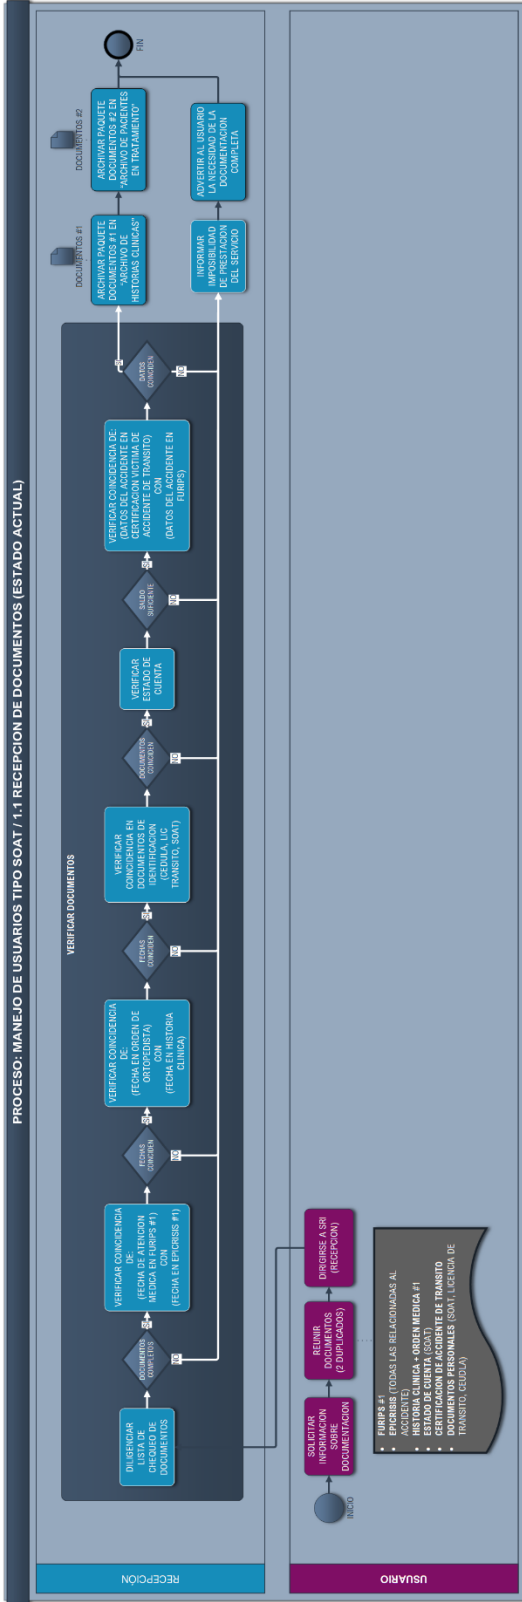 PROCESO: MANEJO DE USUARIOS TIPO SOAT / 1.1 RECEPCION DE DOCUMENTOS (ESTADO ACTUAL)
RECEPCIÓN
VERIFICAR DOCUMENTOS
DILIGENCIAR
LISTA DE
CHEQUEO DE
DOCUMENTOS
DOCUMENTOS
COMPLETOS
SI
NO
VERIFICAR COINCIDENCIA
DE:
(FECHA DE ATENCION
MEDICA EN FURIPS #1)
CON
(FECHA EN EPICRISIS #1)
FECHAS
COINCIDEN
SI
NO
VERIFICAR COINCIDENCIA
DE:
(FECHA EN ORDEN DE
ORTOPEDISTA)
CON
(FECHA EN HISTORIA
CLINICA)
FECHAS
COINCIDEN
SI
NO
VERIFICAR
COINCIDENCIA EN
DOCUMENTOS DE
IDENTIFICACION
(CEDULA, LIC
TRANSITO, SOAT)
DOCUMENTOS
COINCIDEN
SI
NO
VERIFICAR
ESTADO DE
CUENTA
SALDO
SUFICIENTE
SI
NO
VERIFICAR COINCIDENCIA DE:
(DATOS DEL ACCIDENTE EN
CERTIFICACION VICTIMA DE
ACCIDENTE DE TRANSITO)
CON
(DATOS DEL ACCIDENTE EN
FURIPS)
DATOS
COINCIDEN
SI
NO
ARCHIVAR PAQUETE
DOCUMENTOS #1 EN
"ARCHIVO DE
HISTORIAS CLINICAS"
DOCUMENTOS #1
ARCHIVAR PAQUETE
DOCUMENTOS #2 EN
"ARCHIVO DE PACIENTES
EN TRATAMIENTO"
DOCUMENTOS #2
INFORMAR
IMPOSIBILIDAD
DE PRESTACION
DEL SERVICIO
ADVERTIR AL USUARIO
LA NECESIDAD DE LA
DOCUMENTACION
COMPLETA
FIN
USUARIO
INICIO
SOLICITAR
INFORMACION
SOBRE
DOCUMENTACION
REUNIR
DOCUMENTOS
(2 DUPLICADOS)
DIRIGIRSE A SRI
(RECEPCION)
• FURIPS #1
• EPICRISIS (TODAS LAS RELACIONADAS AL
ACCIDENTE)
• HISTORIA CLINICA + ORDEN MEDICA #1
• ESTADO DE CUENTA (SOAT)
• CERTIFICACION DE ACCIDENTE DE TRANSITO
• DOCUMENTOS PERSONALES (SOAT, LICENCIA DE
TRANSITO, CEUDLA)